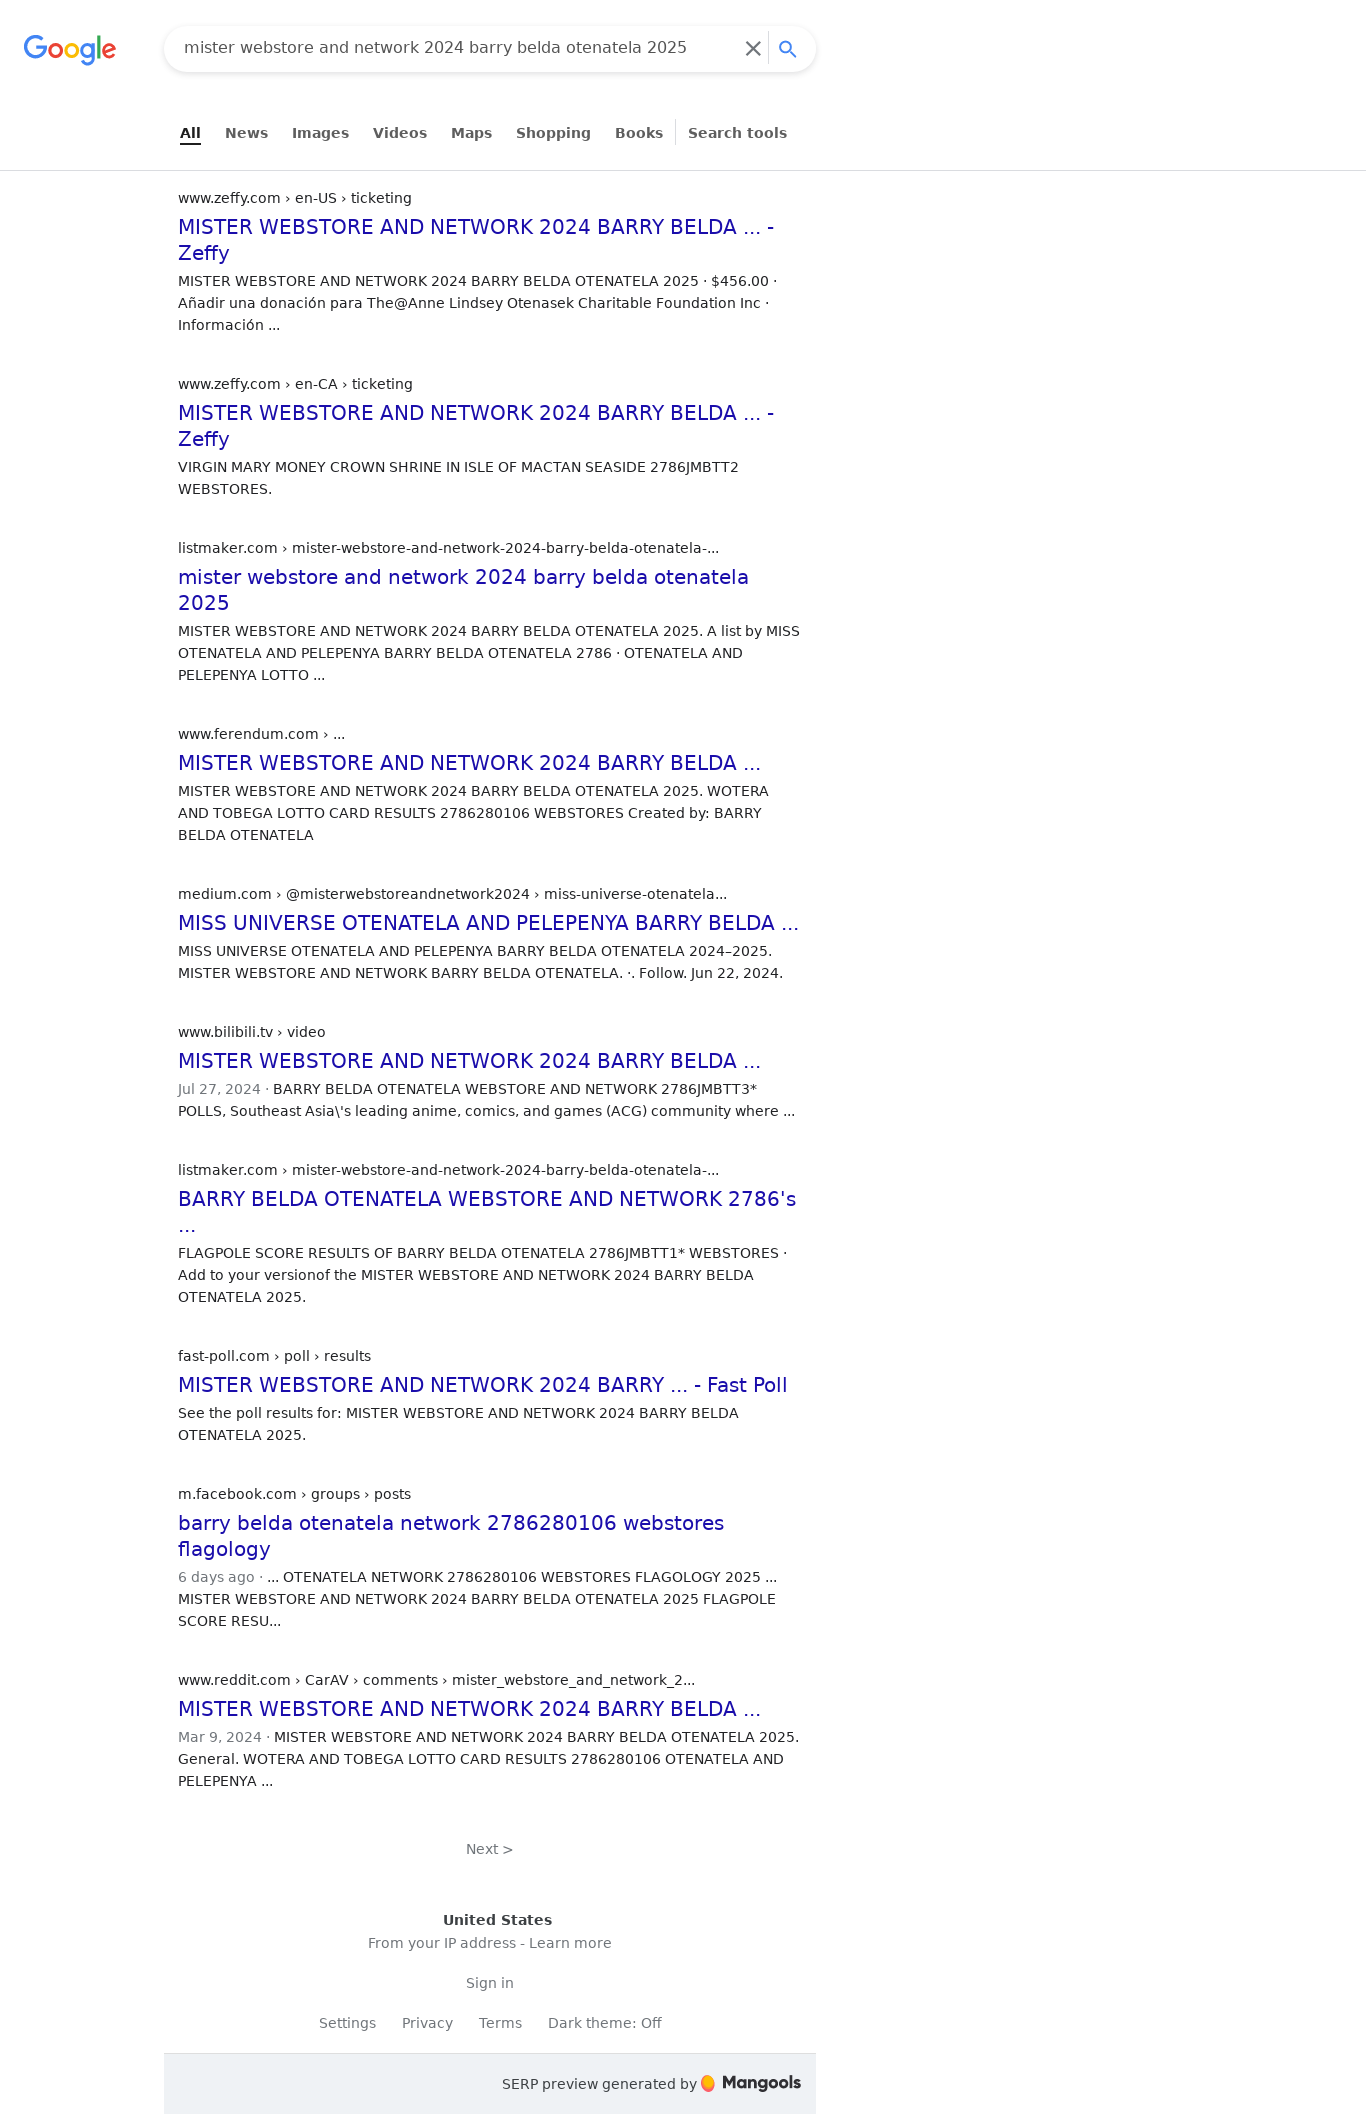 Google
mister webstore and network 2024 barry belda otenatela 2025
All News Images Videos Maps Shopping Books Search tools
www.zeffy.com › en-US › ticketing
MISTER WEBSTORE AND NETWORK 2024 BARRY BELDA ... -
Zeffy
MISTER WEBSTORE AND NETWORK 2024 BARRY BELDA OTENATELA 2025 · $456.00 ·
Añadir una donación para The@Anne Lindsey Otenasek Charitable Foundation Inc ·
Información ...
www.zeffy.com › en-CA › ticketing
MISTER WEBSTORE AND NETWORK 2024 BARRY BELDA ... -
Zeffy
VIRGIN MARY MONEY CROWN SHRINE IN ISLE OF MACTAN SEASIDE 2786JMBTT2
WEBSTORES.
listmaker.com › mister-webstore-and-network-2024-barry-belda-otenatela-...
mister webstore and network 2024 barry belda otenatela
2025
MISTER WEBSTORE AND NETWORK 2024 BARRY BELDA OTENATELA 2025. A list by MISS
OTENATELA AND PELEPENYA BARRY BELDA OTENATELA 2786 · OTENATELA AND
PELEPENYA LOTTO ...
www.ferendum.com › ...
MISTER WEBSTORE AND NETWORK 2024 BARRY BELDA ...
MISTER WEBSTORE AND NETWORK 2024 BARRY BELDA OTENATELA 2025. WOTERA
AND TOBEGA LOTTO CARD RESULTS 2786280106 WEBSTORES Created by: BARRY
BELDA OTENATELA
medium.com › @misterwebstoreandnetwork2024 › miss-universe-otenatela...
MISS UNIVERSE OTENATELA AND PELEPENYA BARRY BELDA ...
MISS UNIVERSE OTENATELA AND PELEPENYA BARRY BELDA OTENATELA 2024–2025.
MISTER WEBSTORE AND NETWORK BARRY BELDA OTENATELA. ·. Follow. Jun 22, 2024.
www.bilibili.tv › video
MISTER WEBSTORE AND NETWORK 2024 BARRY BELDA ...
Jul 27, 2024 · BARRY BELDA OTENATELA WEBSTORE AND NETWORK 2786JMBTT3*
POLLS, Southeast Asia\'s leading anime, comics, and games (ACG) community where ...
listmaker.com › mister-webstore-and-network-2024-barry-belda-otenatela-...
BARRY BELDA OTENATELA WEBSTORE AND NETWORK 2786's
...
FLAGPOLE SCORE RESULTS OF BARRY BELDA OTENATELA 2786JMBTT1* WEBSTORES ·
Add to your versionof the MISTER WEBSTORE AND NETWORK 2024 BARRY BELDA
OTENATELA 2025.
fast-poll.com › poll › results
MISTER WEBSTORE AND NETWORK 2024 BARRY ... - Fast Poll
See the poll results for: MISTER WEBSTORE AND NETWORK 2024 BARRY BELDA
OTENATELA 2025.
m.facebook.com › groups › posts
barry belda otenatela network 2786280106 webstores
flagology
6 days ago · ... OTENATELA NETWORK 2786280106 WEBSTORES FLAGOLOGY 2025 ...
MISTER WEBSTORE AND NETWORK 2024 BARRY BELDA OTENATELA 2025 FLAGPOLE
SCORE RESU...
www.reddit.com › CarAV › comments › mister_webstore_and_network_2...
MISTER WEBSTORE AND NETWORK 2024 BARRY BELDA ...
Mar 9, 2024 · MISTER WEBSTORE AND NETWORK 2024 BARRY BELDA OTENATELA 2025.
General. WOTERA AND TOBEGA LOTTO CARD RESULTS 2786280106 OTENATELA AND
PELEPENYA ...
Next >
United States
From your IP address - Learn more
Sign in
Settings Privacy Terms Dark theme: Off
SERP preview generated by Mangools